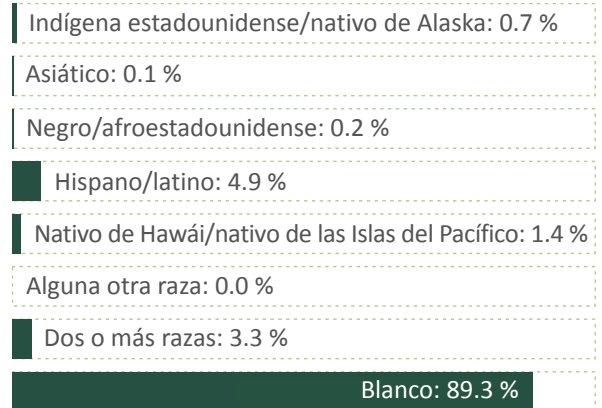 Indígena estadounidense/nativo de Alaska: 0.7 %
Asiático: 0.1 %
Negro/afroestadounidense: 0.2 %
Hispano/latino: 4.9 %
Nativo de Hawái/nativo de las Islas del Pacífico: 1.4 %
Alguna otra raza: 0.0 %
Dos o más razas: 3.3 %
Blanco: 89.3 %